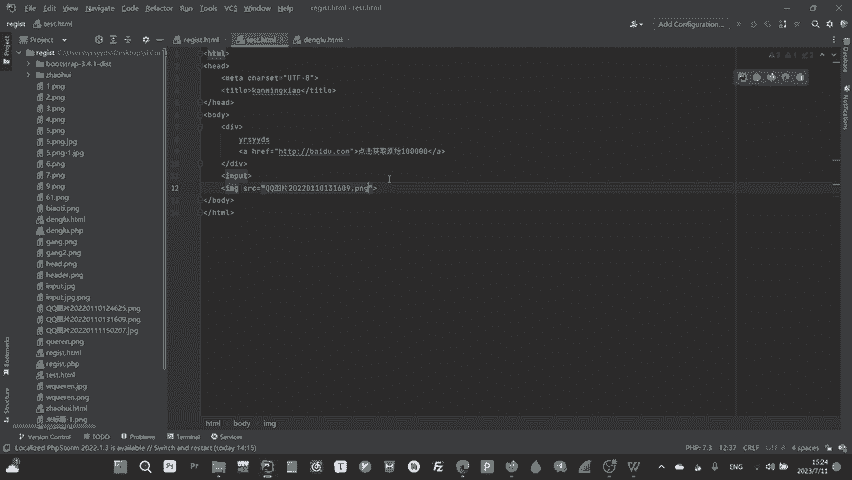 File Edit View Navigate Code Refactor Run Tools VCS Window Help regist.html - test.html
regist test.html
Add Configuration...
Project
regist.html test.html denglu.html
regist
bootstrap-3.4.1-dist
zhaohui
1.png
2.png
3.png
4.png
5.png
5.png.jpg
5.png-1.jpg
6.png
7.png
9.png
61.png
biaoti.png
denglu.html
denglu.php
gang.png
gang2.png
head.png
header.png
input.jpg
input.jpg.png
QQ图片20220110124625.png
QQ图片20220110131609.png
QQ图片20220111150207.jpg
queren.png
regist.html
regist.php
test.html
wqueren.jpg
wqueren.png
zhaohui.html
<html>
<head>
<meta charset="UTF-8">
<title>kanmingxiao</title>
</head>
<body>
<div>
yrsyyds
<a href="http://baidu.com">点击获取源给100000</a>
</div>
<input>
12 <img src="QQ图片20220110131609.png">
</body>
</html>
Project
Bookmarks
Structure
Database
Notifications
html body img
Version Control TODO Problems Terminal Services
Localized PhpStorm 2022.1.3 is available // Switch and restart (today 14:15)
PHP: 7.3 12:37 CRLF UTF-8 4 spaces
ENG
15:24
2023/7/11